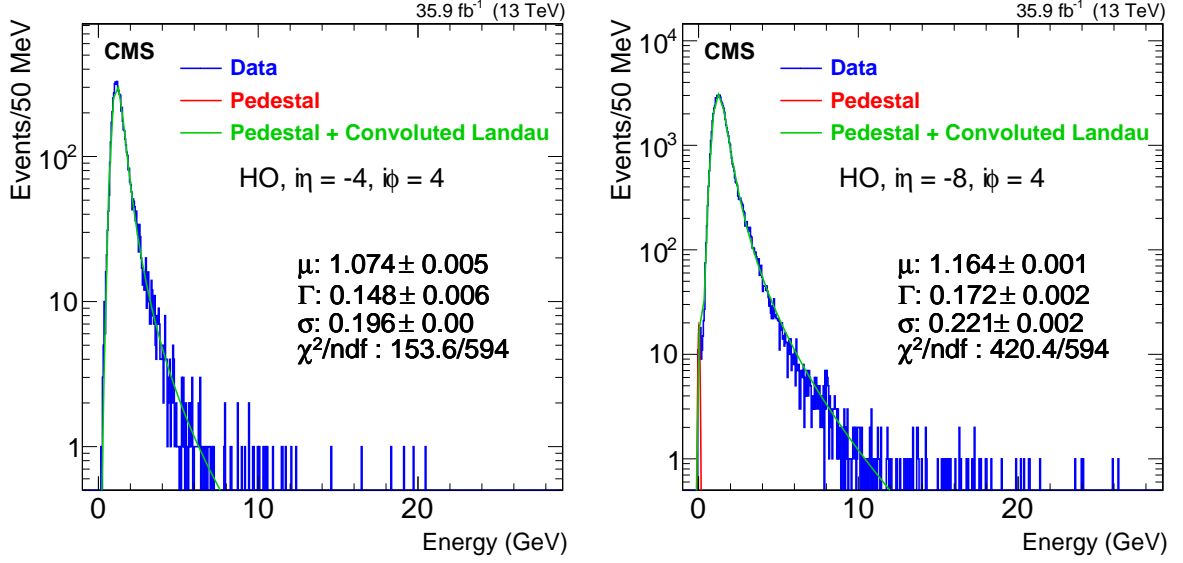 35.9 fb⁻¹ (13 TeV)
CMS
Data
Pedestal
Pedestal + Convoluted Landau
HO, iη = -4, iϕ = 4
μ: 1.074± 0.005
Γ: 0.148± 0.006
σ: 0.196± 0.00
χ²/ndf : 153.6/594
Events/50 MeV
10²
10
1
0 10 20
Energy (GeV)
35.9 fb⁻¹ (13 TeV)
CMS
Data
Pedestal
Pedestal + Convoluted Landau
HO, iη = -8, iϕ = 4
μ: 1.164± 0.001
Γ: 0.172± 0.002
σ: 0.221± 0.002
χ²/ndf : 420.4/594
Events/50 MeV
10⁴
10³
10²
10
1
0 10 20
Energy (GeV)